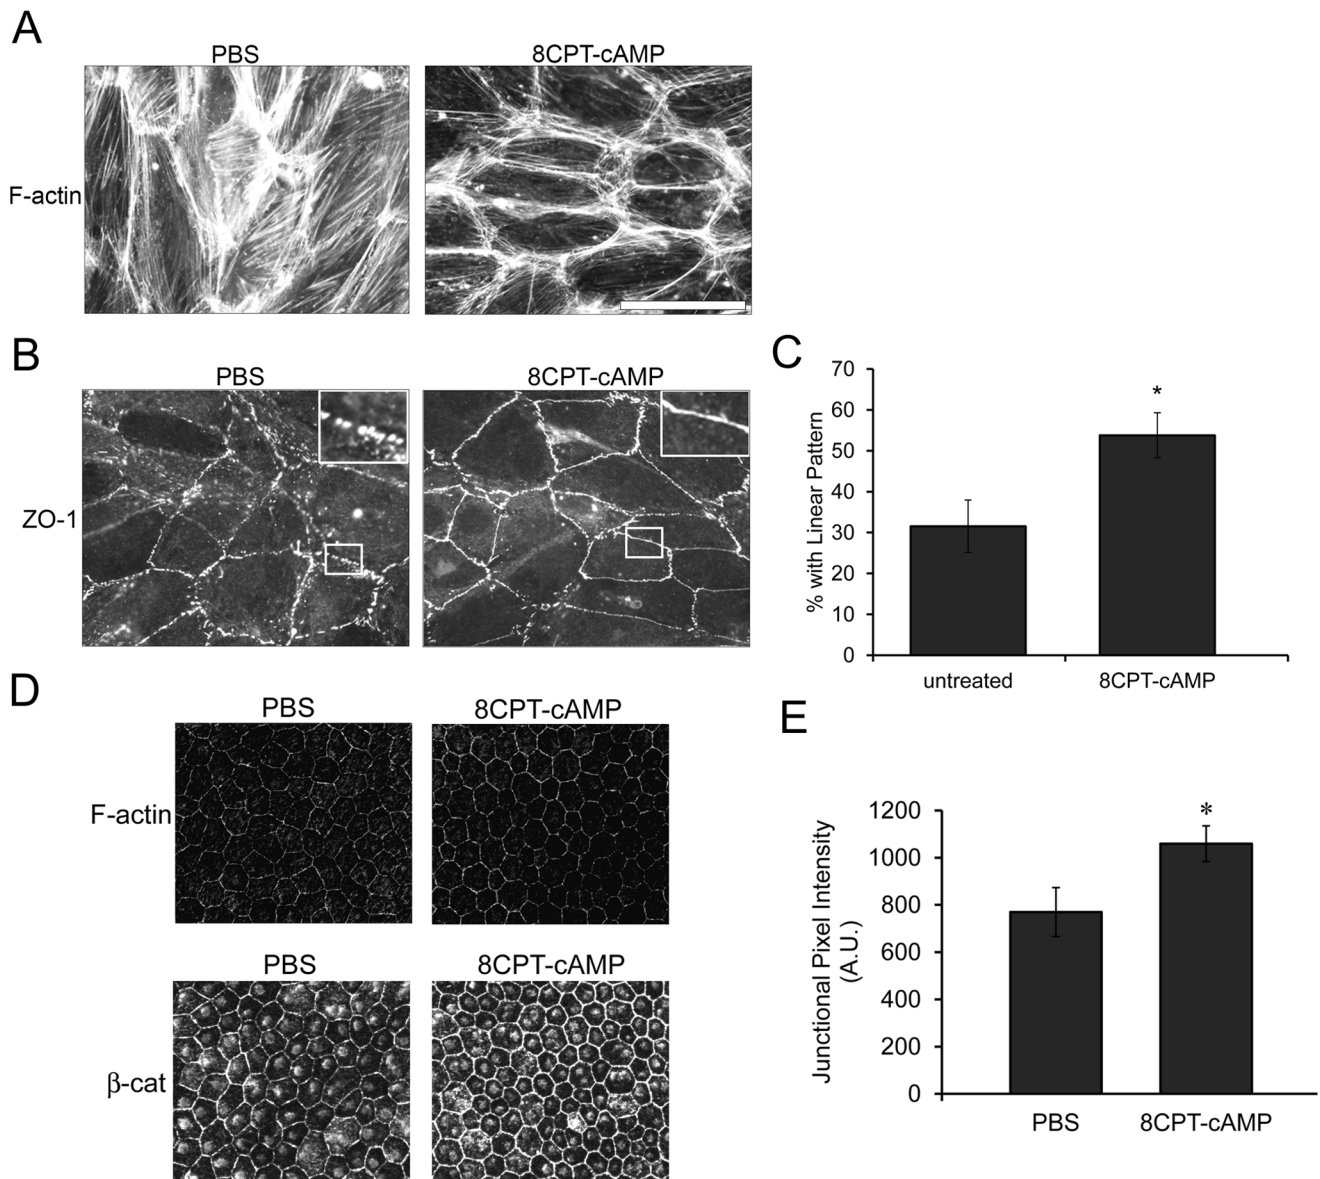 A
PBS
8CPT-cAMP
F-actin
B
PBS
8CPT-cAMP
ZO-1
C
70
60
50
40
30
20
10
0
% with Linear Pattern
*
untreated
8CPT-cAMP
D
PBS
8CPT-cAMP
F-actin
PBS
8CPT-cAMP
β-cat
E
1200
1000
800
600
400
200
0
Junctional Pixel Intensity
(A.U.)
*
PBS
8CPT-cAMP